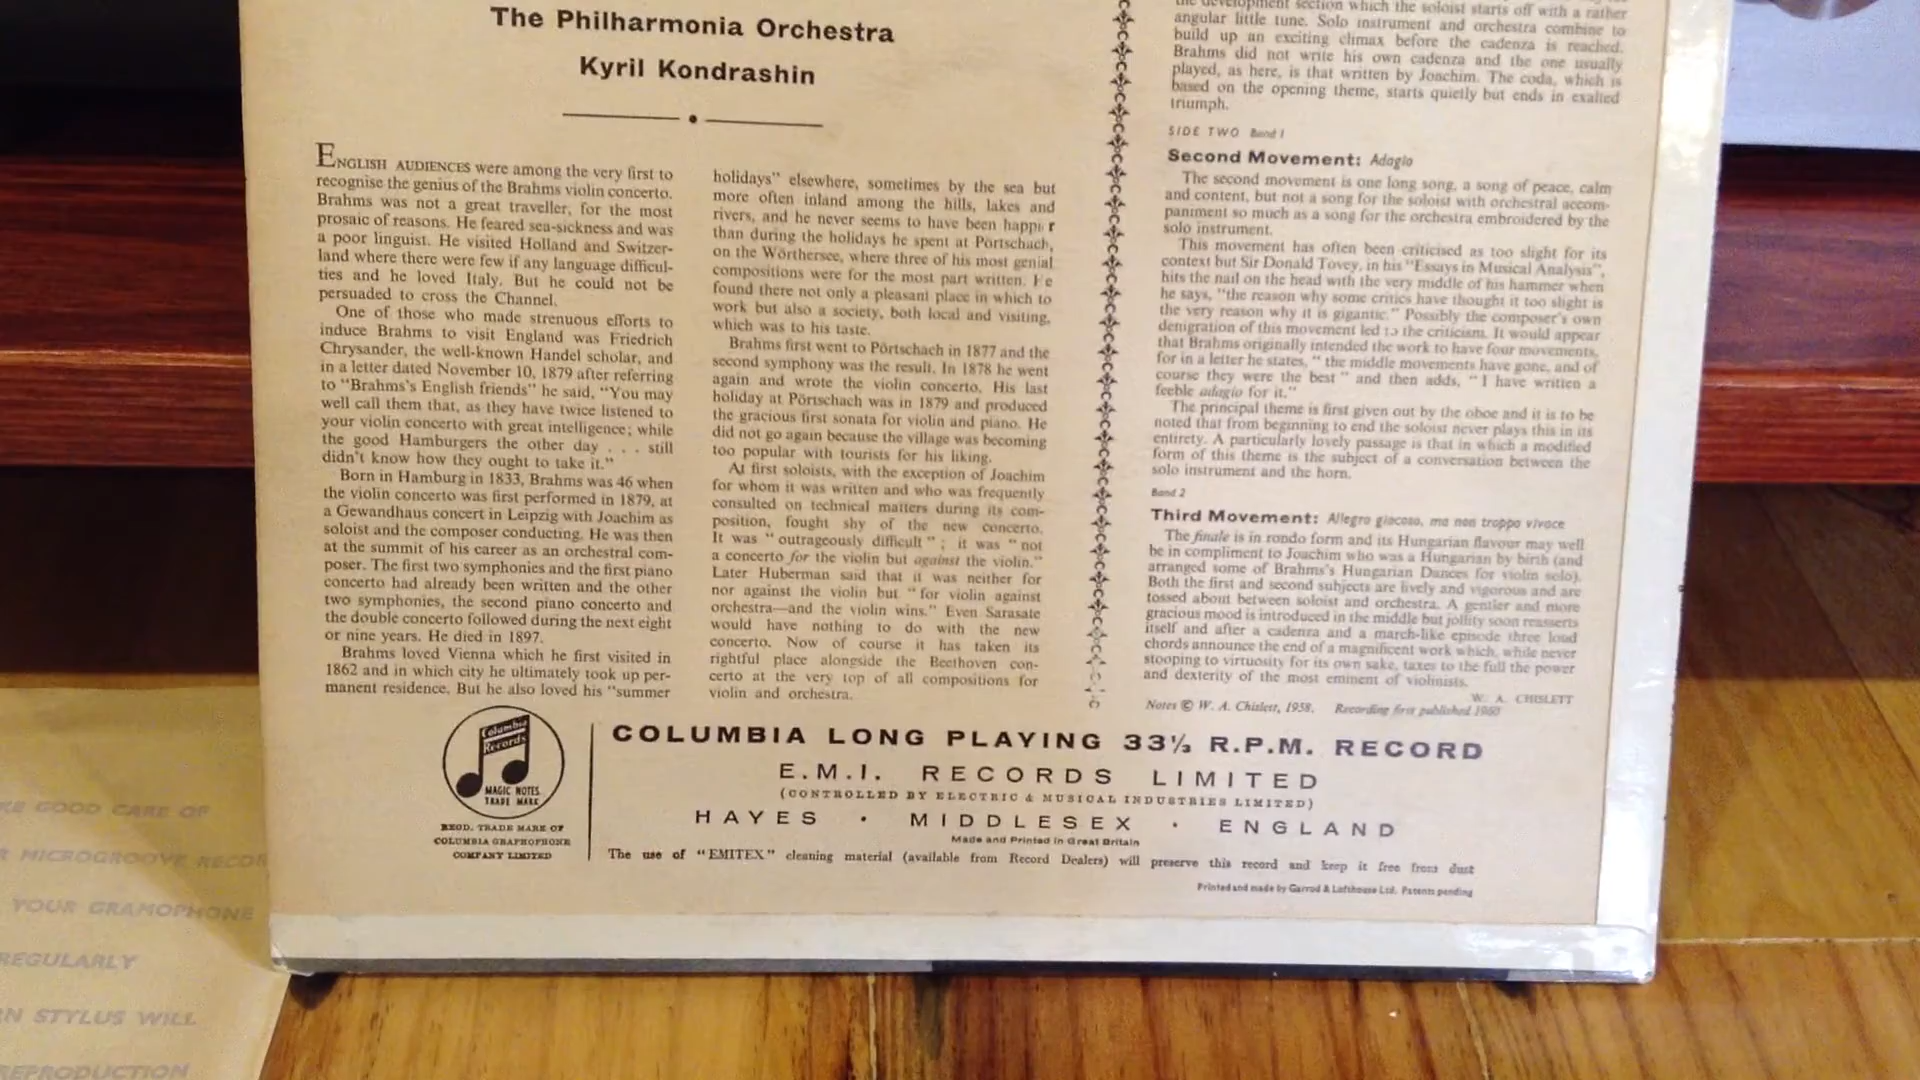 The Philharmonia Orchestra
Kyril Kondrashin
ENGLISH AUDIENCES were among the very first to
recognise the genius of the Brahms violin concerto.
Brahms was not a great traveller, for the most
prosaic of reasons. He feared sea-sickness and was
a poor linguist. He visited Holland and Switzer-
land where there were few if any language difficul-
ties and he loved Italy. But he could not be
persuaded to cross the Channel.
One of those who made strenuous efforts to
induce Brahms to visit England was Friedrich
Chrysander, the well-known Handel scholar, and
in a letter dated November 10, 1879 after referring
to "Brahms's English friends" he said, "You may
well call them that, as they have twice listened to
your violin concerto with great intelligence; while
the good Hamburgers the other day . . . still
didn't know how they ought to take it."
Born in Hamburg in 1833, Brahms was 46 when
the violin concerto was first performed in 1879, at
a Gewandhaus concert in Leipzig with Joachim as
soloist and the composer conducting. He was then
at the summit of his career as an orchestral com-
poser. The first two symphonies and the first piano
concerto had already been written and the other
two symphonies, the second piano concerto and
the double concerto followed during the next eight
or nine years. He died in 1897.
Brahms loved Vienna which he first visited in
1862 and in which city he ultimately took up per-
manent residence. But he also loved his "summer
holidays" elsewhere, sometimes by the sea but
more often inland among the hills, lakes and
rivers, and he never seems to have been happier
than during the holidays he spent at Pörtschach,
on the Wörthersee, where three of his most genial
compositions were for the most part written. He
found there not only a pleasant place in which to
work but also a society, both local and visiting,
which was to his taste.
Brahms first went to Pörtschach in 1877 and the
second symphony was the result. In 1878 he went
again and wrote the violin concerto. His last
holiday at Pörtschach was in 1879 and produced
the gracious first sonata for violin and piano. He
did not go again because the village was becoming
too popular with tourists for his liking.
At first soloists, with the exception of Joachim
for whom it was written and who was frequently
consulted on technical matters during its com-
position, fought shy of the new concerto.
It was "outrageously difficult"; it was "not
a concerto for the violin but against the violin."
Later Huberman said that it was neither for
nor against the violin but "for violin against
orchestra—and the violin wins." Even Sarasate
would have nothing to do with the new
concerto. Now of course it has taken its
rightful place alongside the Beethoven con-
certo at the very top of all compositions for
violin and orchestra.
the development section which the soloist starts off with a rather
angular little tune. Solo instrument and orchestra combine to
build up an exciting climax before the cadenza is reached.
Brahms did not write his own cadenza and the one usually
played, as here, is that written by Joachim. The coda, which is
based on the opening theme, starts quietly but ends in exalted
triumph.
SIDE TWO Band 1
Second Movement: Adagio
The second movement is one long song, a song of peace, calm
and content, but not a song for the soloist with orchestral accom-
paniment so much as a song for the orchestra embroidered by the
solo instrument.
This movement has often been criticised as too slight for its
context but Sir Donald Tovey, in his "Essays in Musical Analysis",
hits the nail on the head with the very middle of his hammer when
he says, "the reason why some critics have thought it too slight is
the very reason why it is gigantic." Possibly the composer's own
denigration of this movement led to the criticism. It would appear
that Brahms originally intended the work to have four movements,
for in a letter he states, "the middle movements have gone, and of
course they were the best" and then adds, "I have written a
feeble adagio for it."
The principal theme is first given out by the oboe and it is to be
noted that from beginning to end the soloist never plays this in its
entirety. A particularly lovely passage is that in which a modified
form of this theme is the subject of a conversation between the
solo instrument and the horn.
Band 2
Third Movement: Allegro giocoso, ma non troppo vivace
The finale is in rondo form and its Hungarian flavour may well
be in compliment to Joachim who was a Hungarian by birth (and
arranged some of Brahms's Hungarian Dances for violin solo).
Both the first and second subjects are lively and vigorous and are
tossed about between soloist and orchestra. A gentler and more
gracious mood is introduced in the middle but jollity soon reasserts
itself and after a cadenza and a march-like episode three loud
chords announce the end of a magnificent work which, while never
stooping to virtuosity for its own sake, taxes to the full the power
and dexterity of the most eminent of violinists.
W. A. CHISLETT
Notes © W. A. Chislett, 1958. Recording first published 1960
Columbia
Records
MAGIC NOTES
TRADE MARK
REGD. TRADE MARK OF
COLUMBIA GRAPHOPHONE
COMPANY LIMITED
COLUMBIA LONG PLAYING 33⅓ R.P.M. RECORD
E.M.I. RECORDS LIMITED
(CONTROLLED BY ELECTRIC & MUSICAL INDUSTRIES LIMITED)
HAYES · MIDDLESEX · ENGLAND
Made and Printed in Great Britain
The use of "EMITEX" cleaning material (available from Record Dealers) will preserve this record and keep it free from dust
Printed and made by Garrod & Lofthouse Ltd. Patents pending
GOOD CARE OF
MICROGROOVE RECOR
YOUR GRAMOPHONE
REGULARLY
STYLUS WILL
REPRODUCTION